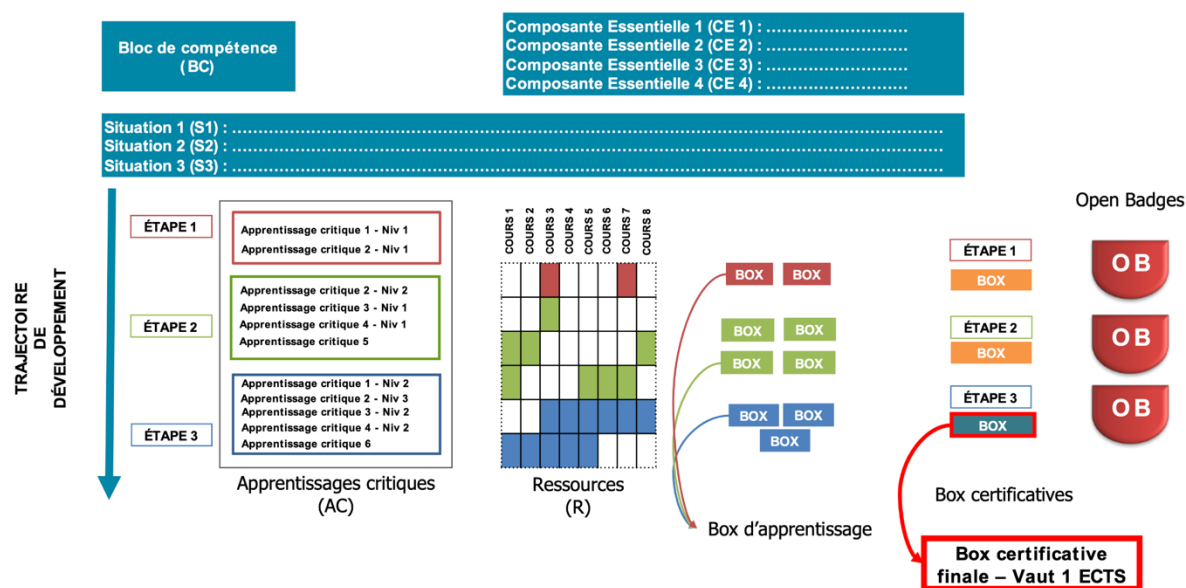 Bloc de compétence
(BC)
Composante Essentielle 1 (CE 1) : ................................
Composante Essentielle 2 (CE 2) : ................................
Composante Essentielle 3 (CE 3) : ................................
Composante Essentielle 4 (CE 4) : ................................
Situation 1 (S1) : ................................................................
Situation 2 (S2) : ................................................................
Situation 3 (S3) : ................................................................
TRAJECTOIRE
DE
DÉVELOPPEMENT
ÉTAPE 1
Apprentissage critique 1 - Niv 1
Apprentissage critique 2 - Niv 1
ÉTAPE 2
Apprentissage critique 2 - Niv 2
Apprentissage critique 3 - Niv 1
Apprentissage critique 4 - Niv 1
Apprentissage critique 5
ÉTAPE 3
Apprentissage critique 1 - Niv 2
Apprentissage critique 2 - Niv 3
Apprentissage critique 3 - Niv 2
Apprentissage critique 4 - Niv 2
Apprentissage critique 6
Apprentissages critiques
(AC)
COURS 1
COURS 2
COURS 3
COURS 4
COURS 5
COURS 6
COURS 7
COURS 8
Ressources
(R)
BOX BOX
BOX BOX
BOX BOX
BOX BOX
BOX
Box d'apprentissage
Open Badges
ÉTAPE 1
BOX
OB
ÉTAPE 2
BOX
OB
ÉTAPE 3
BOX
OB
Box certificatives
Box certificative
finale – Vaut 1 ECTS